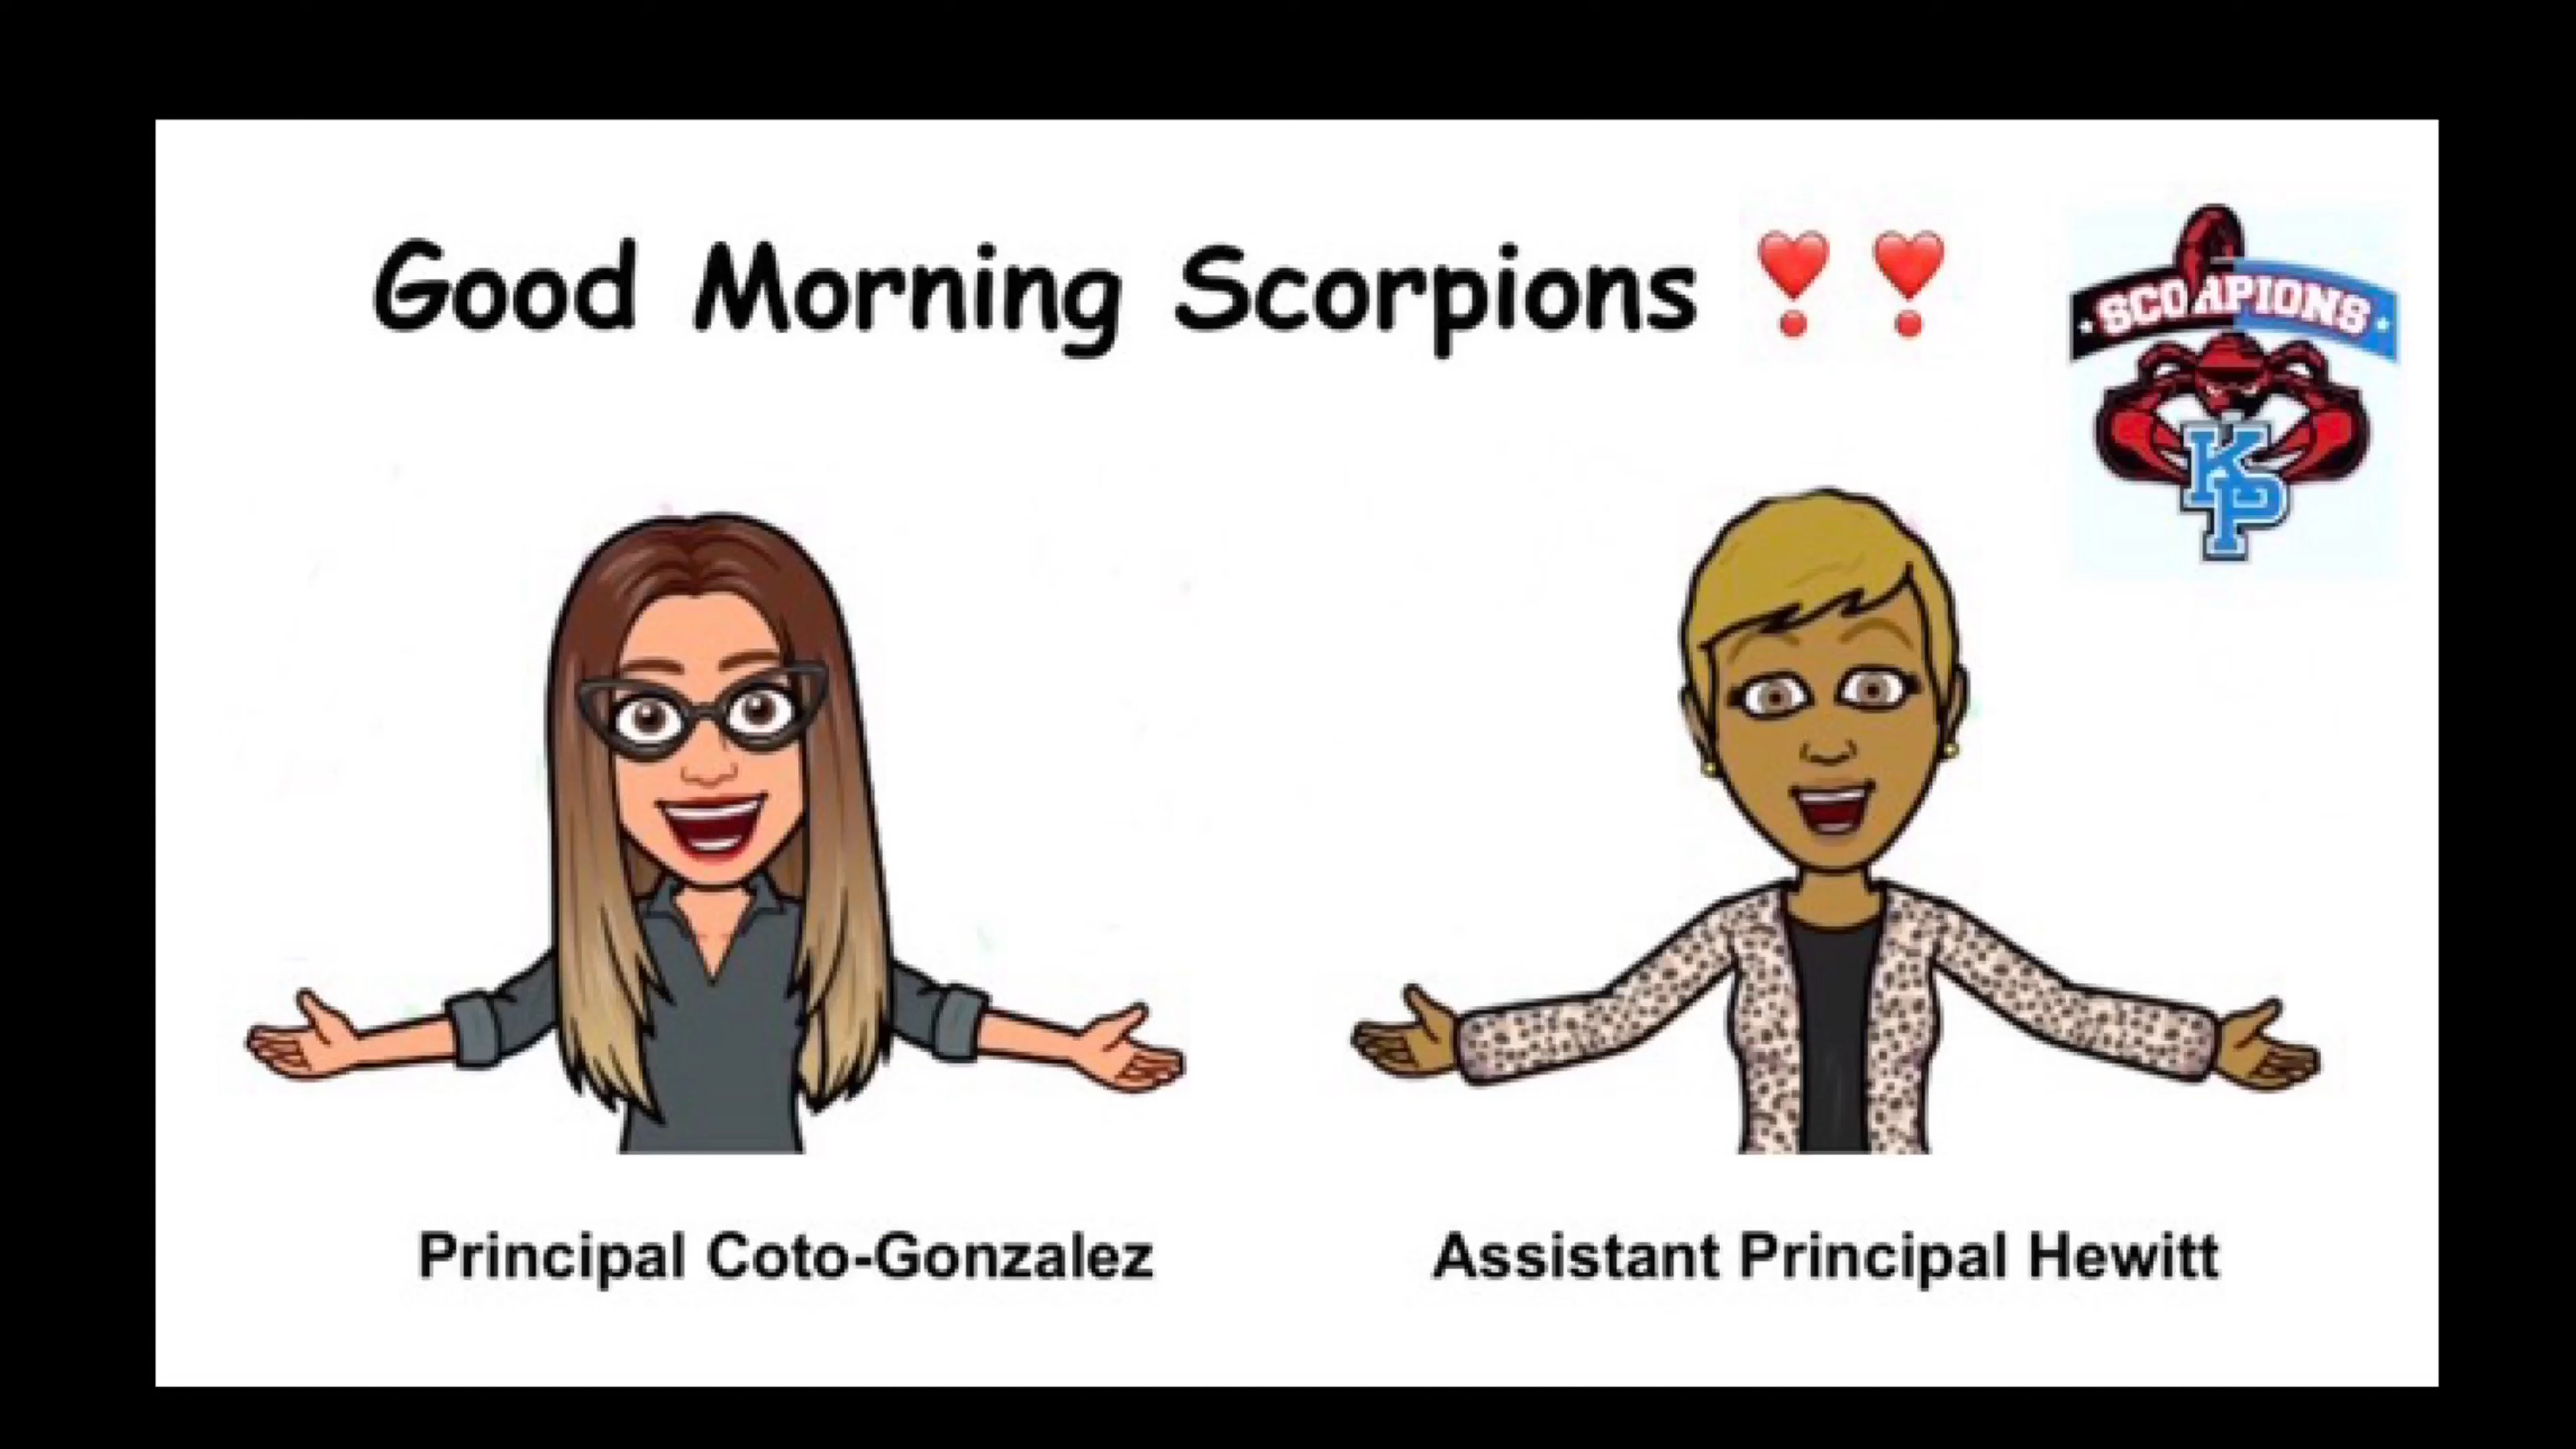 Good Morning Scorpions ❣️ ❣️
SCORPIONS
KP
Principal Coto-Gonzalez
Assistant Principal Hewitt